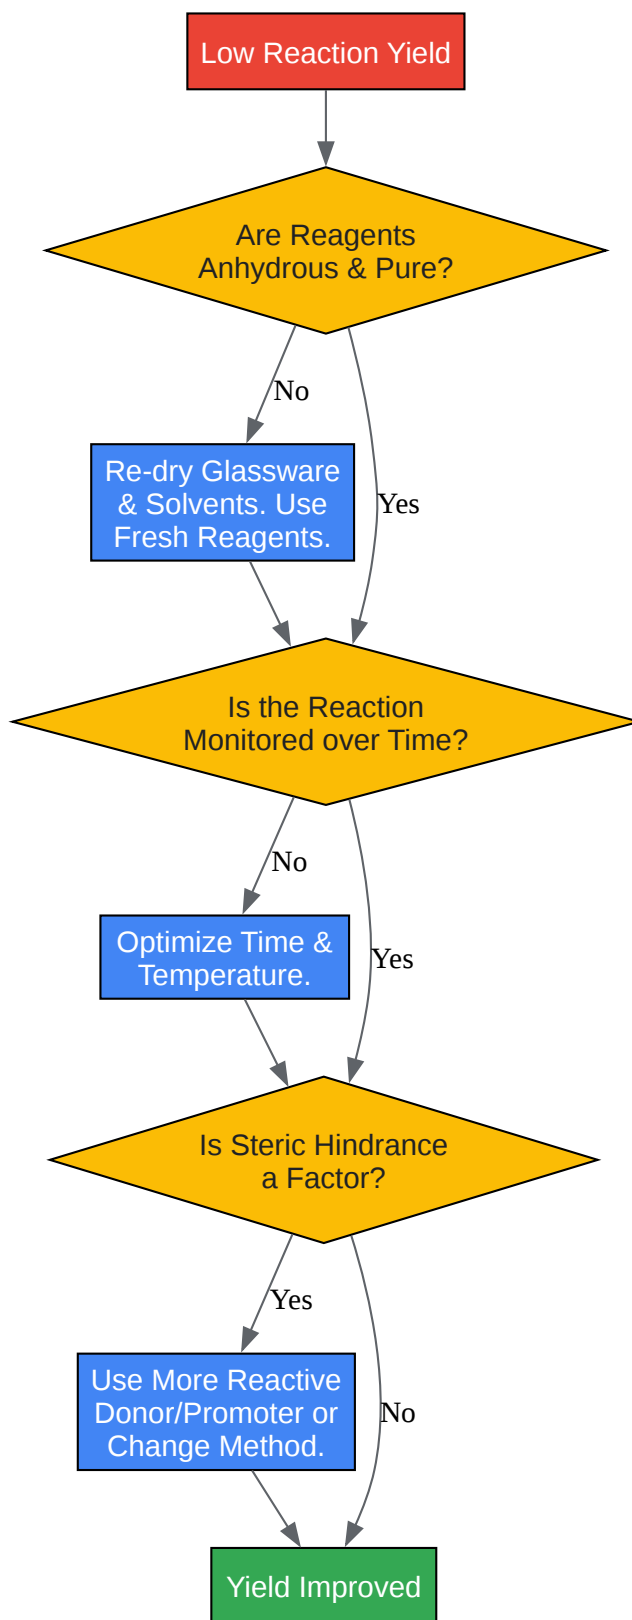 Low Reaction Yield
Are Reagents
Anhydrous & Pure?
No
Re-dry Glassware
& Solvents. Use
Fresh Reagents.
Yes
Is the Reaction
Monitored over Time?
No
Optimize Time &
Temperature.
Yes
Is Steric Hindrance
a Factor?
Yes
Use More Reactive
Donor/Promoter or
Change Method.
No
Yield Improved